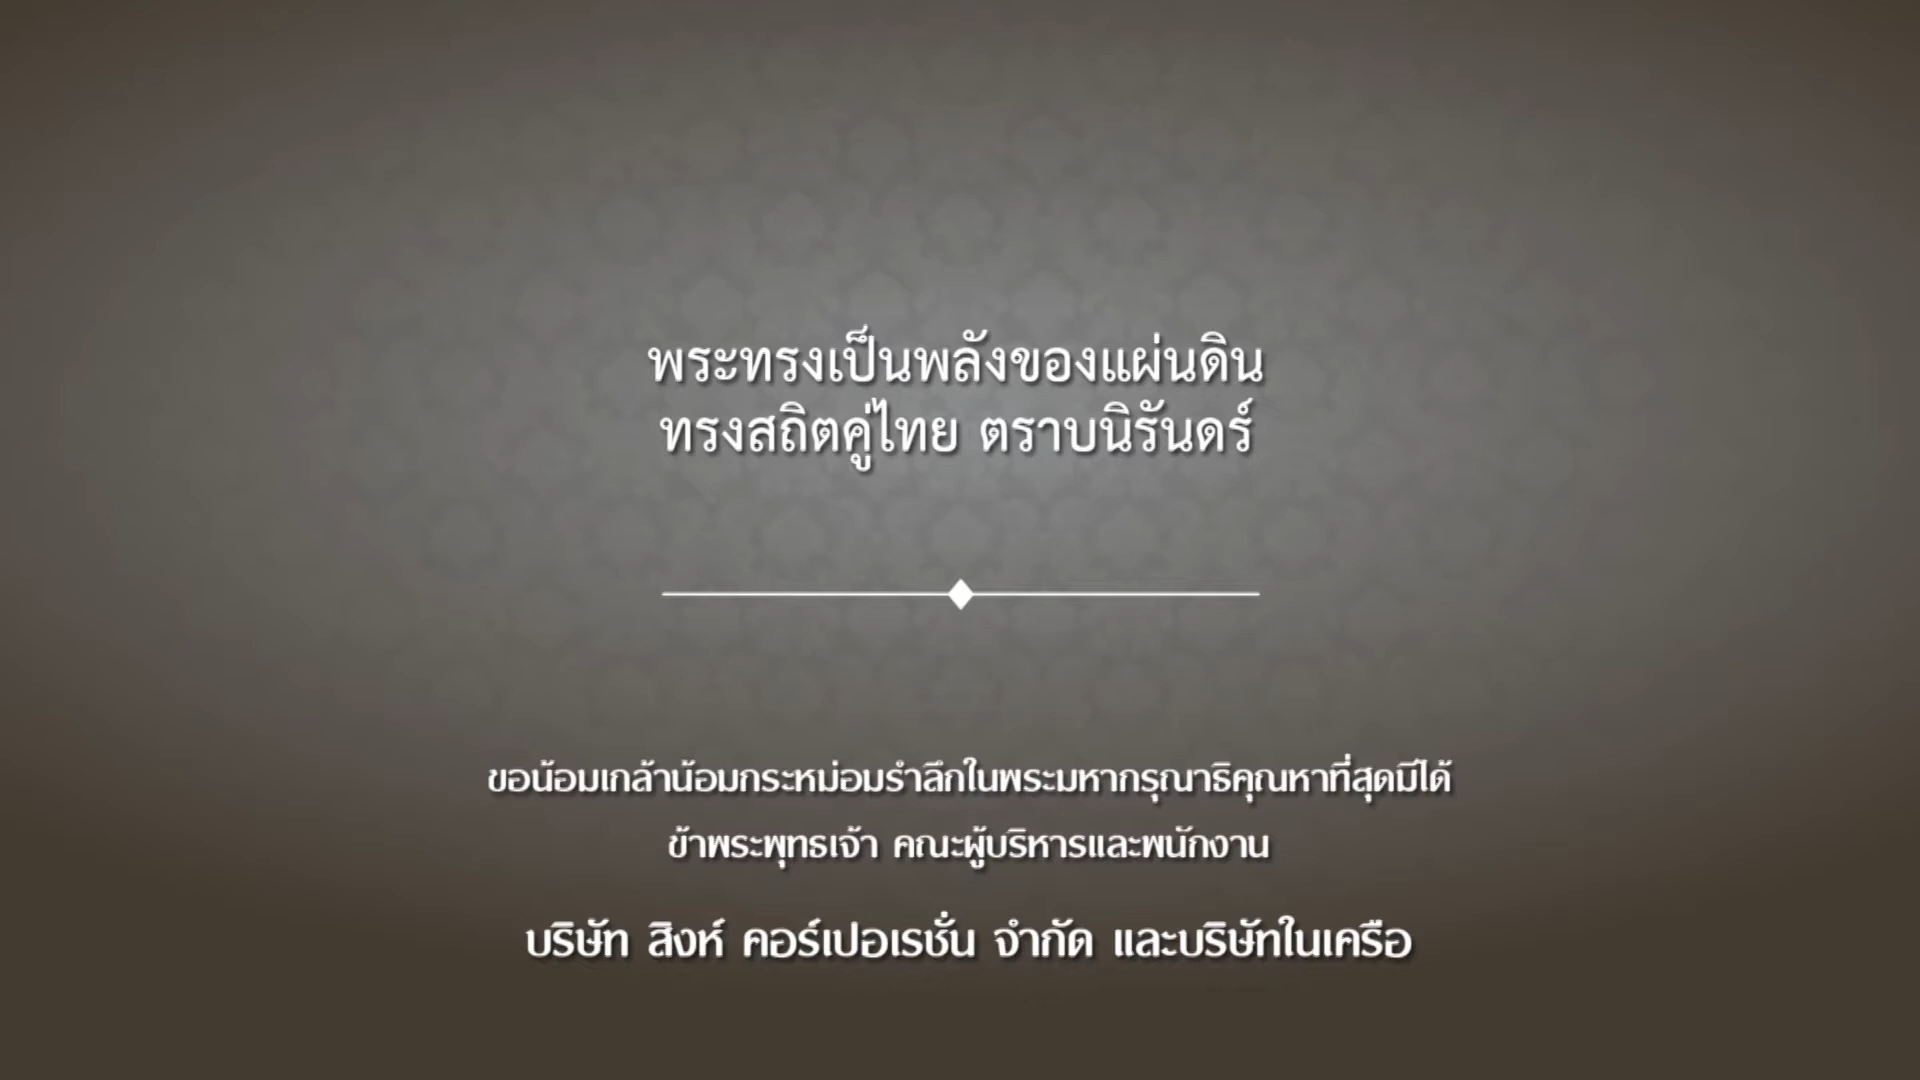 พระทรงเป็นพลังของแผ่นดิน
ทรงสถิตคู่ไทย ตราบนิรันดร์
ขอน้อมเกล้าน้อมกระหม่อมรำลึกในพระมหากรุณาธิคุณหาที่สุดมิได้
ข้าพระพุทธเจ้า คณะผู้บริหารและพนักงาน
บริษัท สิงห์ คอร์เปอเรชั่น จำกัด และบริษัทในเครือ